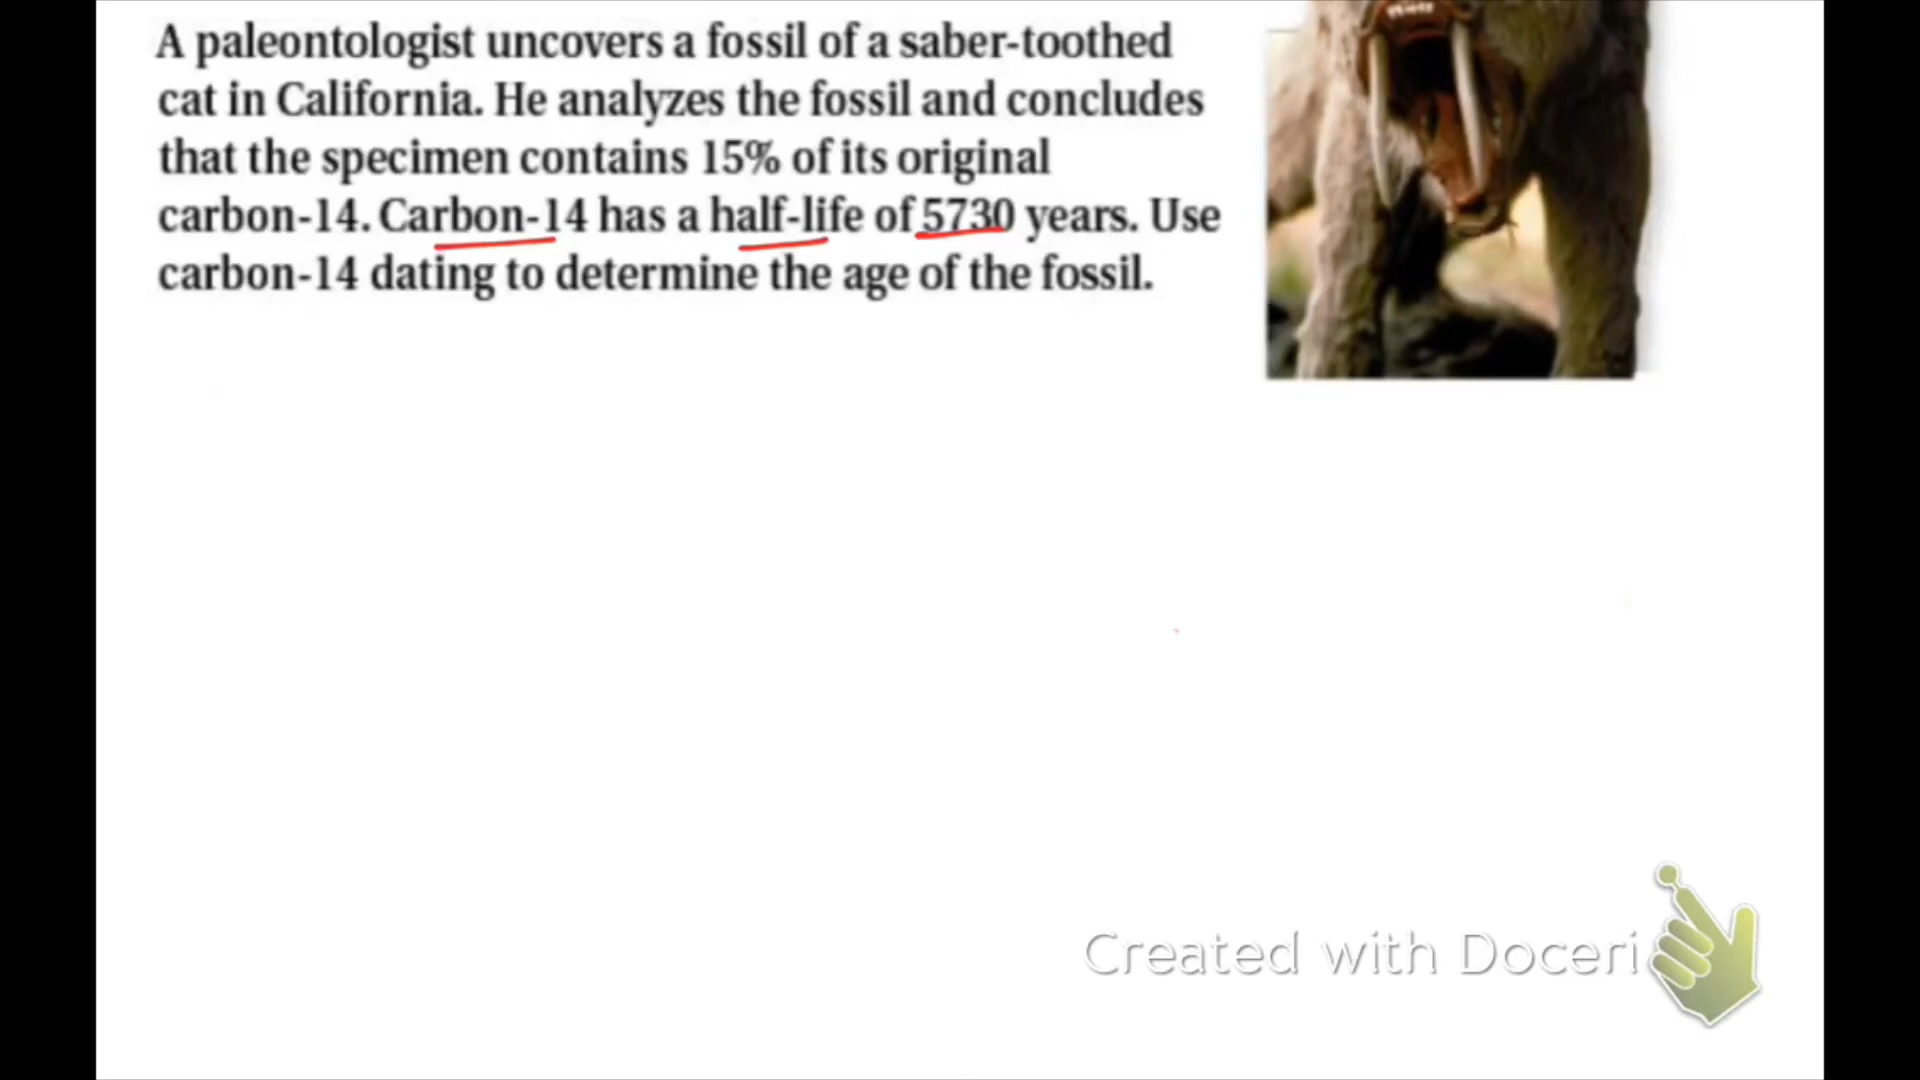 A paleontologist uncovers a fossil of a saber-toothed
cat in California. He analyzes the fossil and concludes
that the specimen contains 15% of its original
carbon-14. Carbon-14 has a half-life of 5730 years. Use
carbon-14 dating to determine the age of the fossil.
Created with Doceri